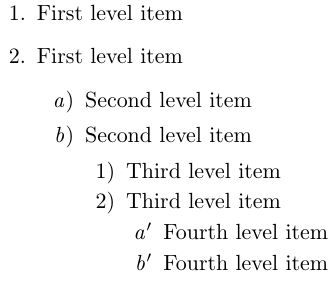 1. First level item
2. First level item
a) Second level item
b) Second level item
1) Third level item
2) Third level item
a′ Fourth level item
b′ Fourth level item